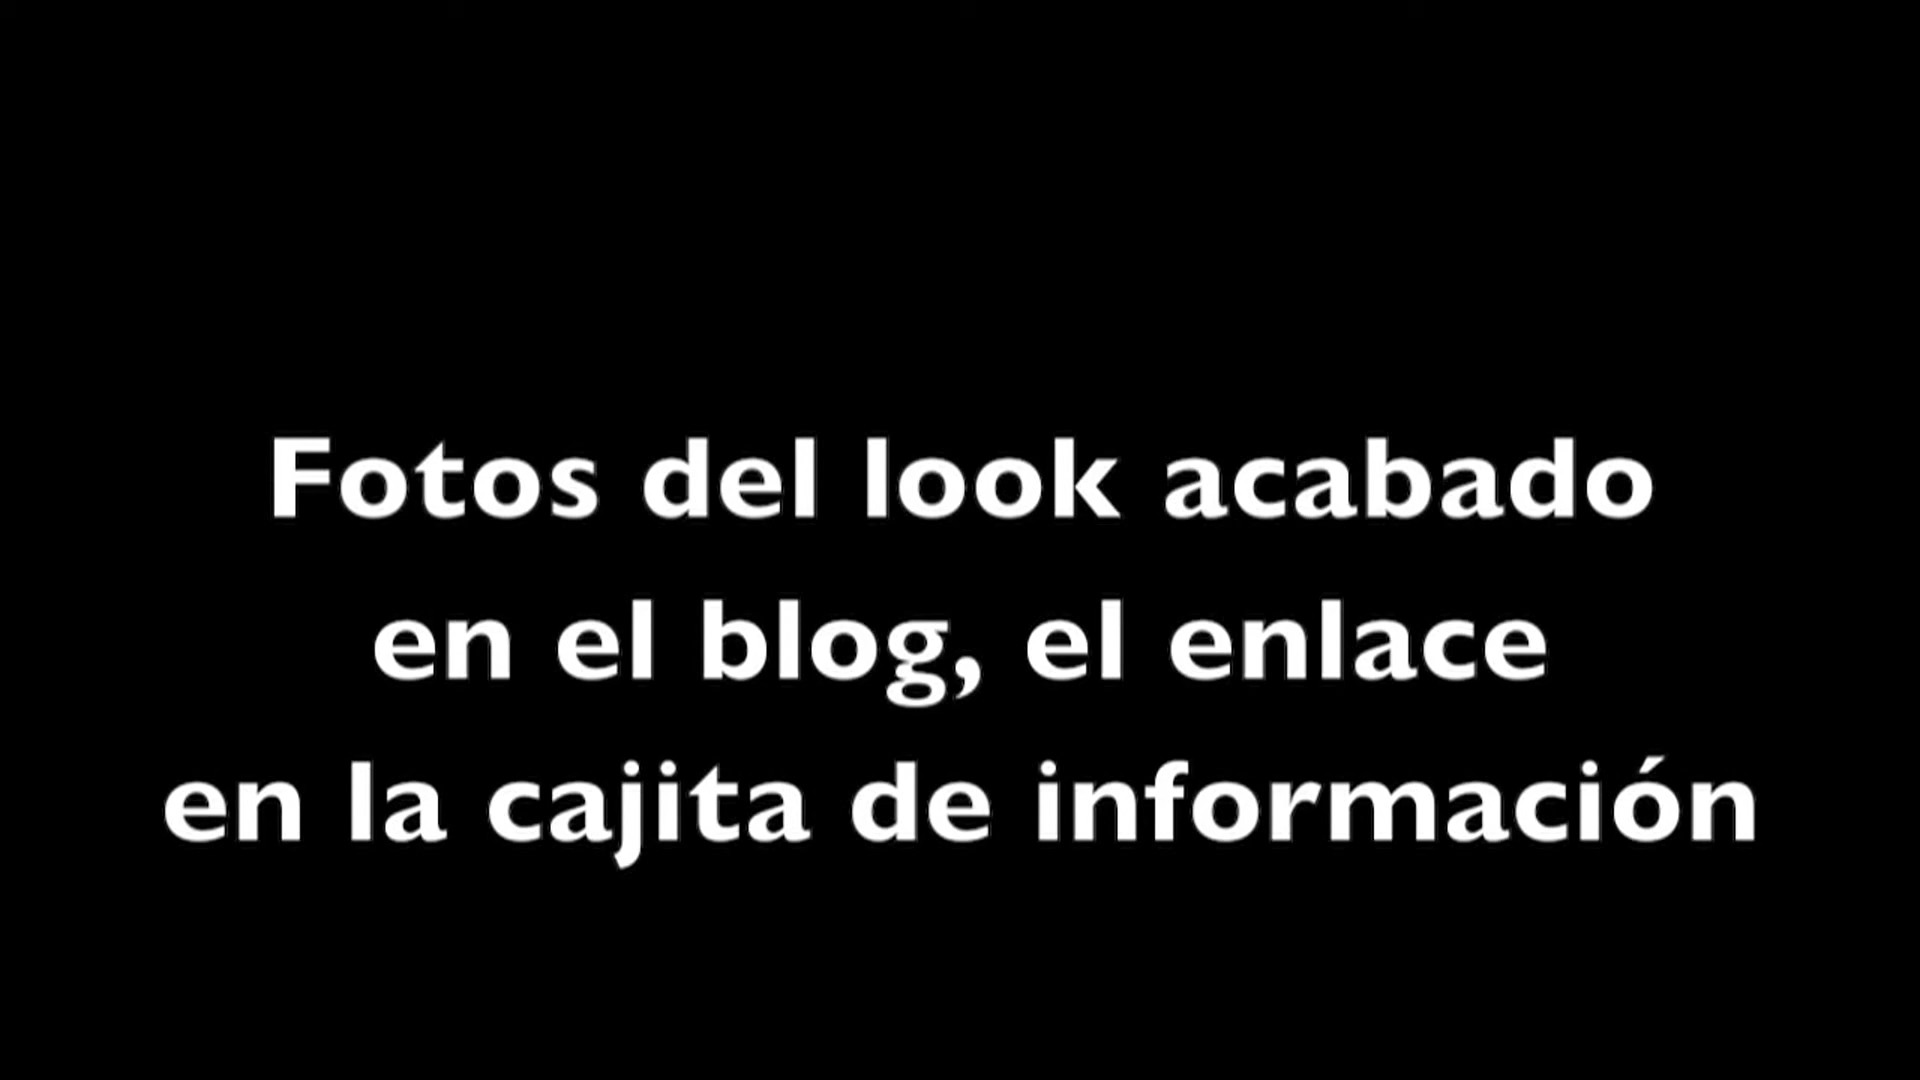 Fotos del look acabado
en el blog, el enlace
en la cajita de información